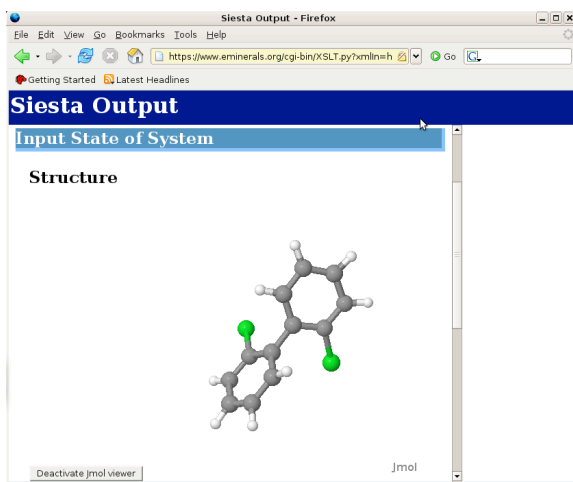 Siesta Output - Firefox
File Edit View Go Bookmarks Tools Help
https://www.eminerals.org/cgi-bin/XSLT.py?xmlIn=h Go G
Getting Started Latest Headlines
Siesta Output
Input State of System
Structure
Jmol
Deactivate Jmol viewer